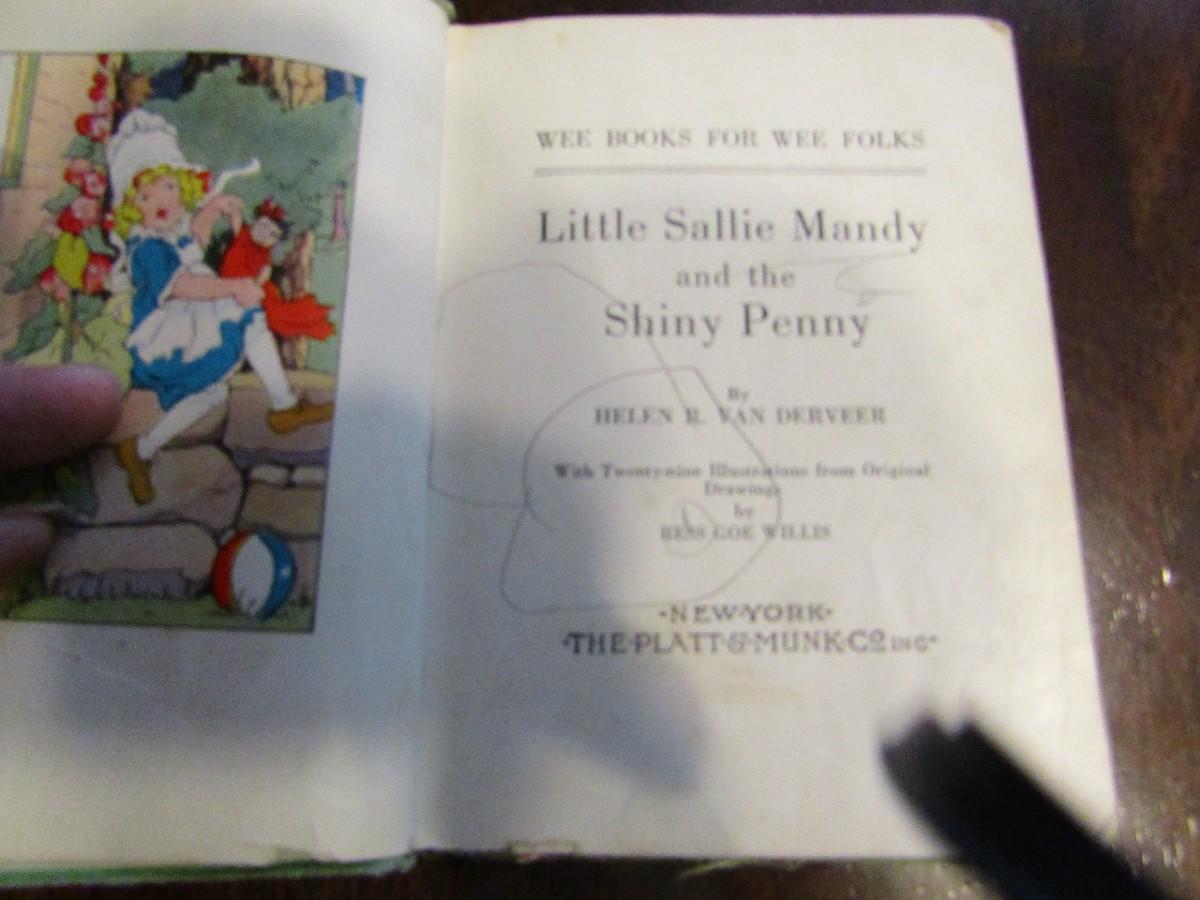 WEE BOOKS FOR WEE FOLKS
Little Sallie Mandy
and the
Shiny Penny
By
HELEN R. VAN DERVEER
With Twenty-nine Illustrations from Original
Drawings
by
BESS GOE WILLIS
·NEW·YORK·
·THE·PLATT·&·MUNK·CO INC·